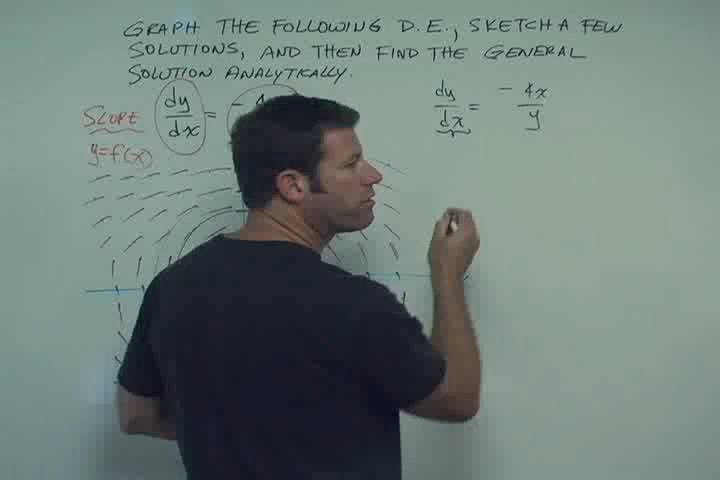 GRAPH THE FOLLOWING D.E., SKETCH A FEW
SOLUTIONS, AND THEN FIND THE GENERAL
SOLUTION ANALYTICALLY.
SLOPE dy/dx = -4
y=f(x)
dy/dx = -4x/y